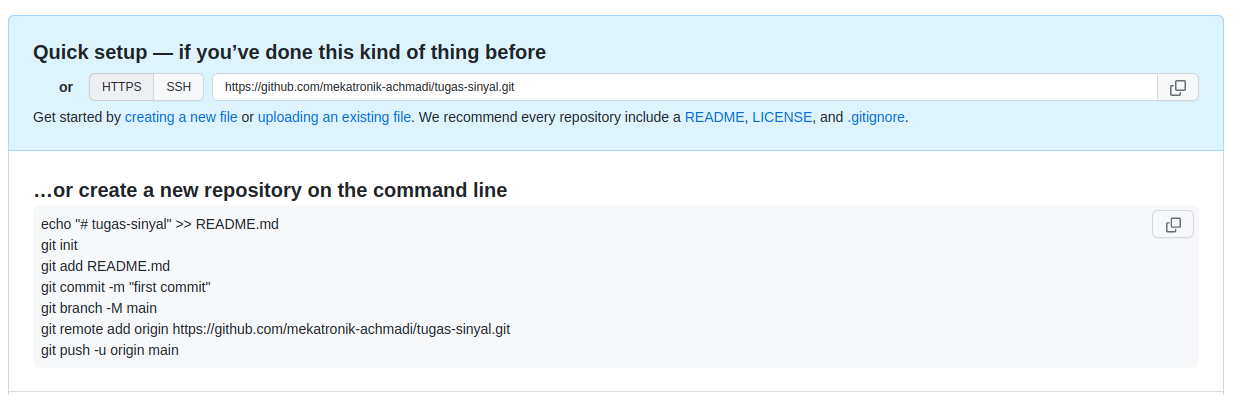 Quick setup — if you’ve done this kind of thing before
or HTTPS SSH https://github.com/mekatronik-achmadi/tugas-sinyal.git
Get started by creating a new file or uploading an existing file. We recommend every repository include a README, LICENSE, and .gitignore.
…or create a new repository on the command line
echo "# tugas-sinyal" >> README.md
git init
git add README.md
git commit -m "first commit"
git branch -M main
git remote add origin https://github.com/mekatronik-achmadi/tugas-sinyal.git
git push -u origin main